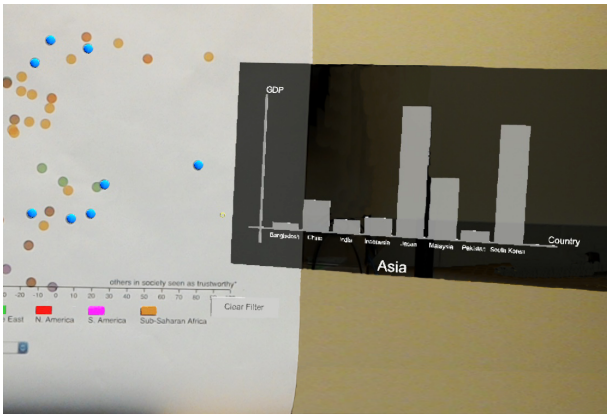 GDP
Bangladesh China India Indonesia Japan Malaysia Pakistan South Korea
Country
Asia
others in society seen as trustworthy"
0 -20 -10 0 10 20 30 40 50 60 70 80
Clear Filter
East N. America S. America Sub-Saharan Africa